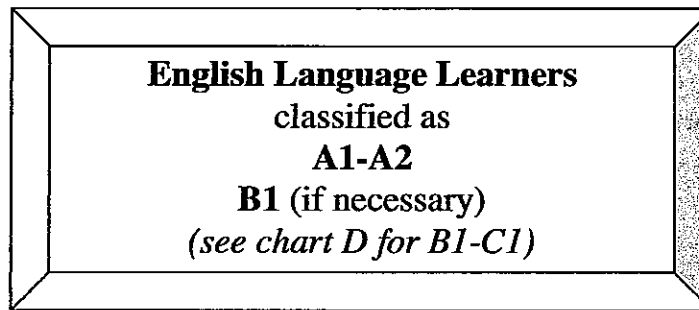 English Language Learners
classified as
A1-A2
B1 (if necessary)
(see chart D for B1-C1)